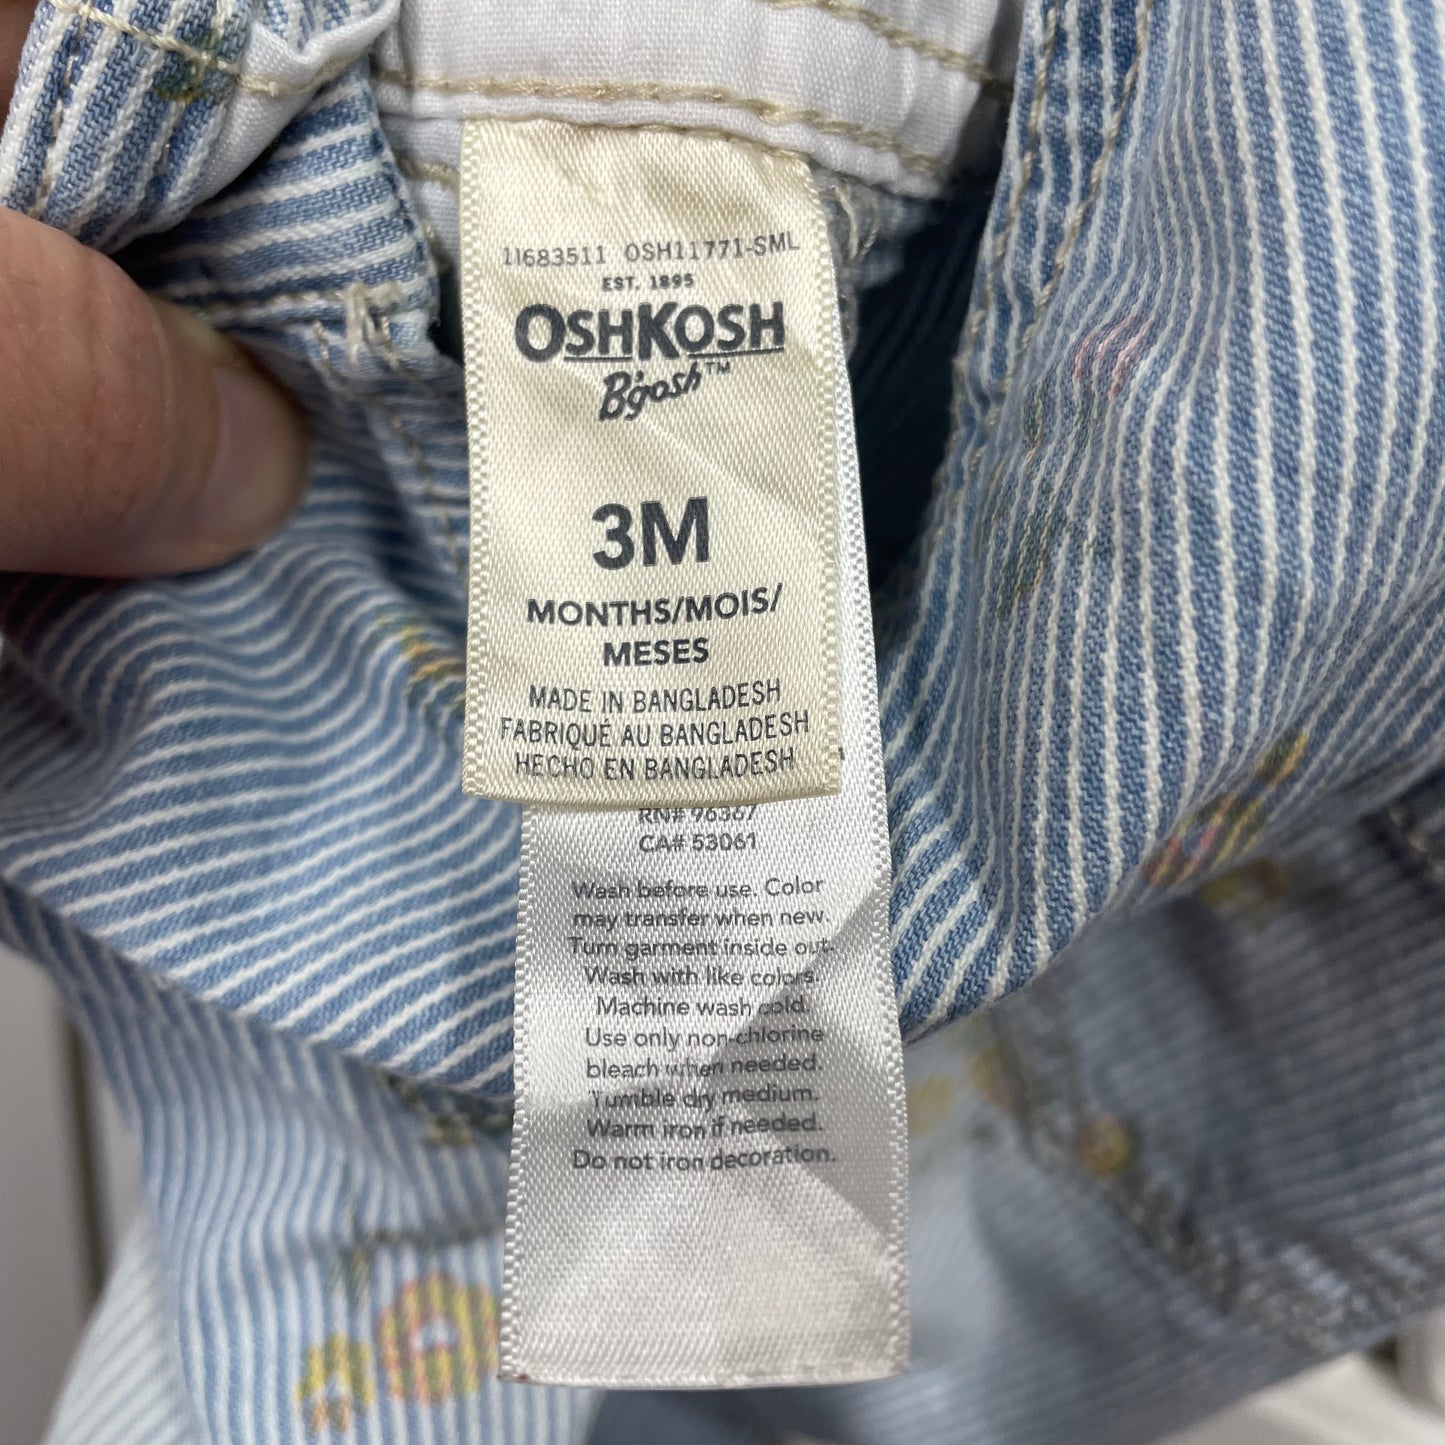 11683511 OSH11771-SML
EST. 1895
OSHKOSH
B'gosh™
3M
MONTHS/MOIS/
MESES
MADE IN BANGLADESH
FABRIQUÉ AU BANGLADESH
HECHO EN BANGLADESH
RN# 96367
CA# 53061
Wash before use. Color
may transfer when new.
Turn garment inside out.
Wash with like colors.
Machine wash cold.
Use only non-chlorine
bleach when needed.
Tumble dry medium.
Warm iron if needed.
Do not iron decoration.